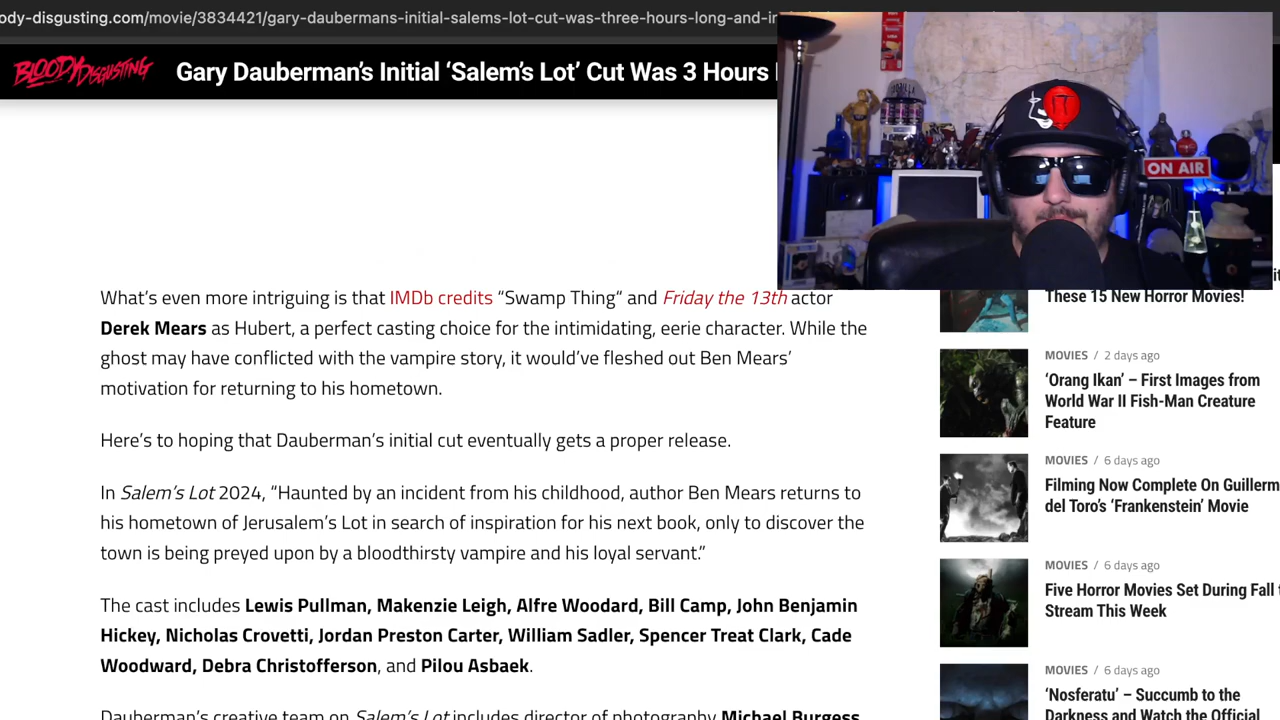 ody-disgusting.com/movie/3834421/gary-daubermans-initial-salems-lot-cut-was-three-hours-long-and-i
BLOODY DISGUSTING
Gary Dauberman's Initial 'Salem's Lot' Cut Was 3 Hours
IT
ON AIR
What's even more intriguing is that IMDb credits "Swamp Thing" and Friday the 13th actor
Derek Mears as Hubert, a perfect casting choice for the intimidating, eerie character. While the
ghost may have conflicted with the vampire story, it would've fleshed out Ben Mears'
motivation for returning to his hometown.
Here's to hoping that Dauberman's initial cut eventually gets a proper release.
In Salem's Lot 2024, "Haunted by an incident from his childhood, author Ben Mears returns to
his hometown of Jerusalem's Lot in search of inspiration for his next book, only to discover the
town is being preyed upon by a bloodthirsty vampire and his loyal servant."
The cast includes Lewis Pullman, Makenzie Leigh, Alfre Woodard, Bill Camp, John Benjamin
Hickey, Nicholas Crovetti, Jordan Preston Carter, William Sadler, Spencer Treat Clark, Cade
Woodward, Debra Christofferson, and Pilou Asbaek.
Dauberman's creative team on Salem's Lot includes director of photography Michael Burgess,
These 15 New Horror Movies!
MOVIES / 2 days ago
'Orang Ikan' – First Images from
World War II Fish-Man Creature
Feature
MOVIES / 6 days ago
Filming Now Complete On Guillerm
del Toro's 'Frankenstein' Movie
MOVIES / 6 days ago
Five Horror Movies Set During Fall t
Stream This Week
MOVIES / 6 days ago
'Nosferatu' – Succumb to the
Darkness and Watch the Official